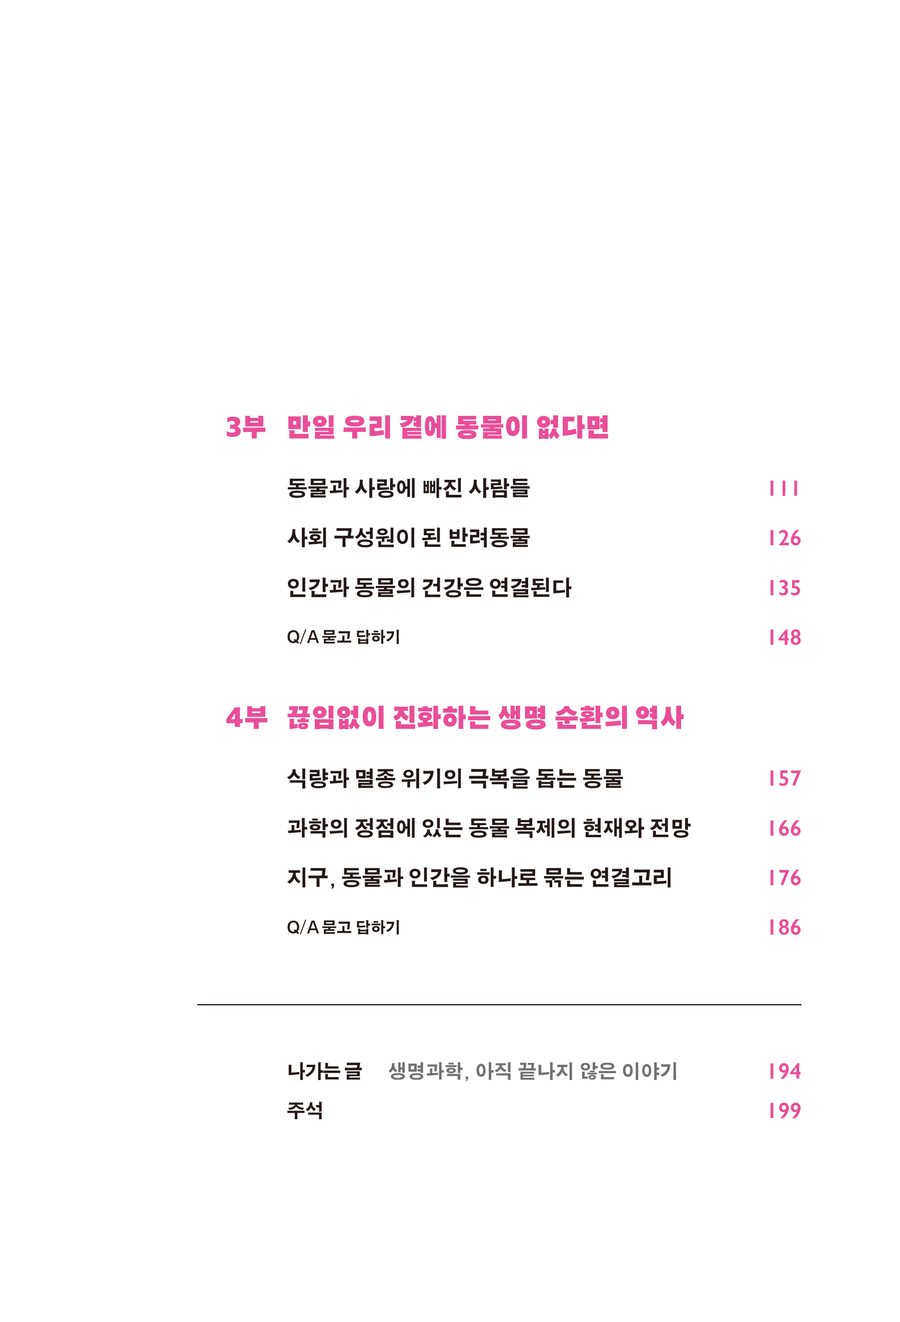 3부 만일 우리 곁에 동물이 없다면
동물과 사랑에 빠진 사람들 111
사회 구성원이 된 반려동물 126
인간과 동물의 건강은 연결된다 135
Q/A 묻고 답하기 148
4부 끊임없이 진화하는 생명 순환의 역사
식량과 멸종 위기의 극복을 돕는 동물 157
과학의 정점에 있는 동물 복제의 현재와 전망 166
지구, 동물과 인간을 하나로 묶는 연결고리 176
Q/A 묻고 답하기 186
나가는 글 생명과학, 아직 끝나지 않은 이야기 194
주석 199